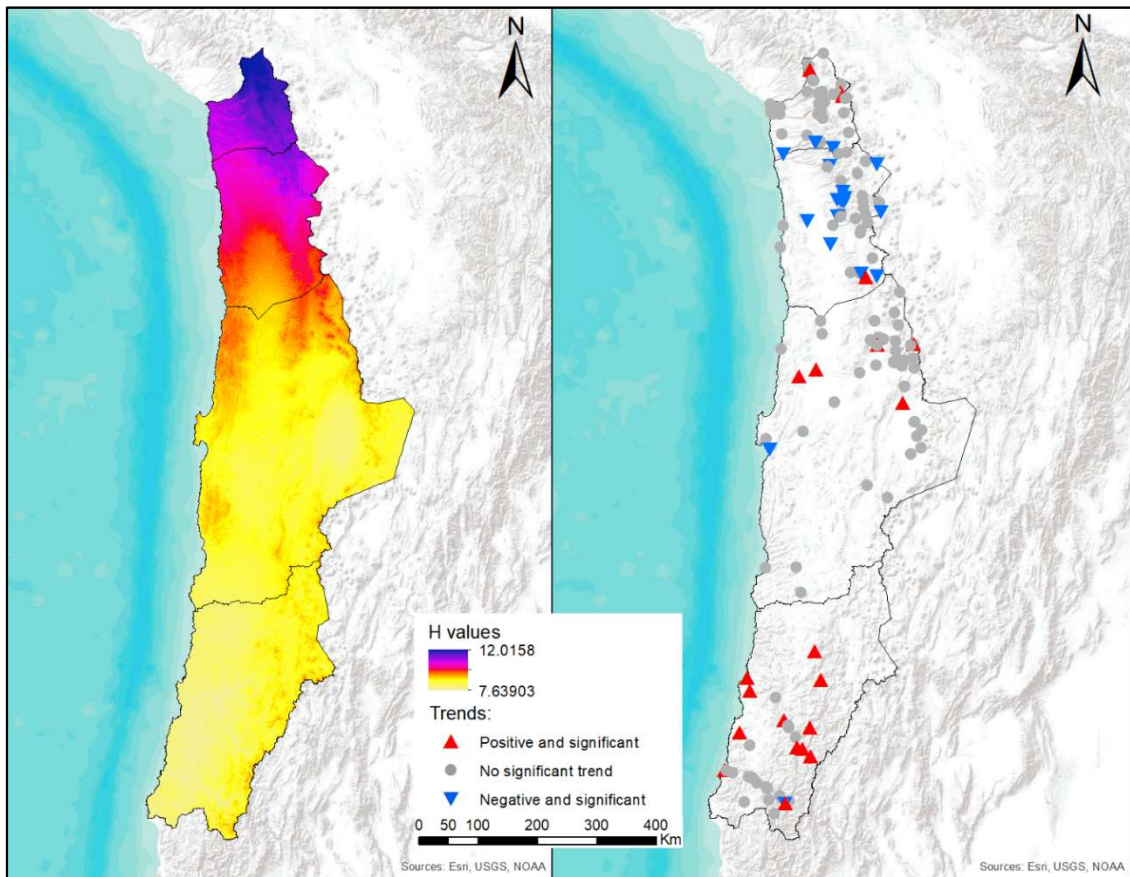 N
N
H values
12.0158
7.63903
Trends:
Positive and significant
No significant trend
Negative and significant
0 50 100 200 300 400
Km
Sources: Esri, USGS, NOAA
Sources: Esri, USGS, NOAA